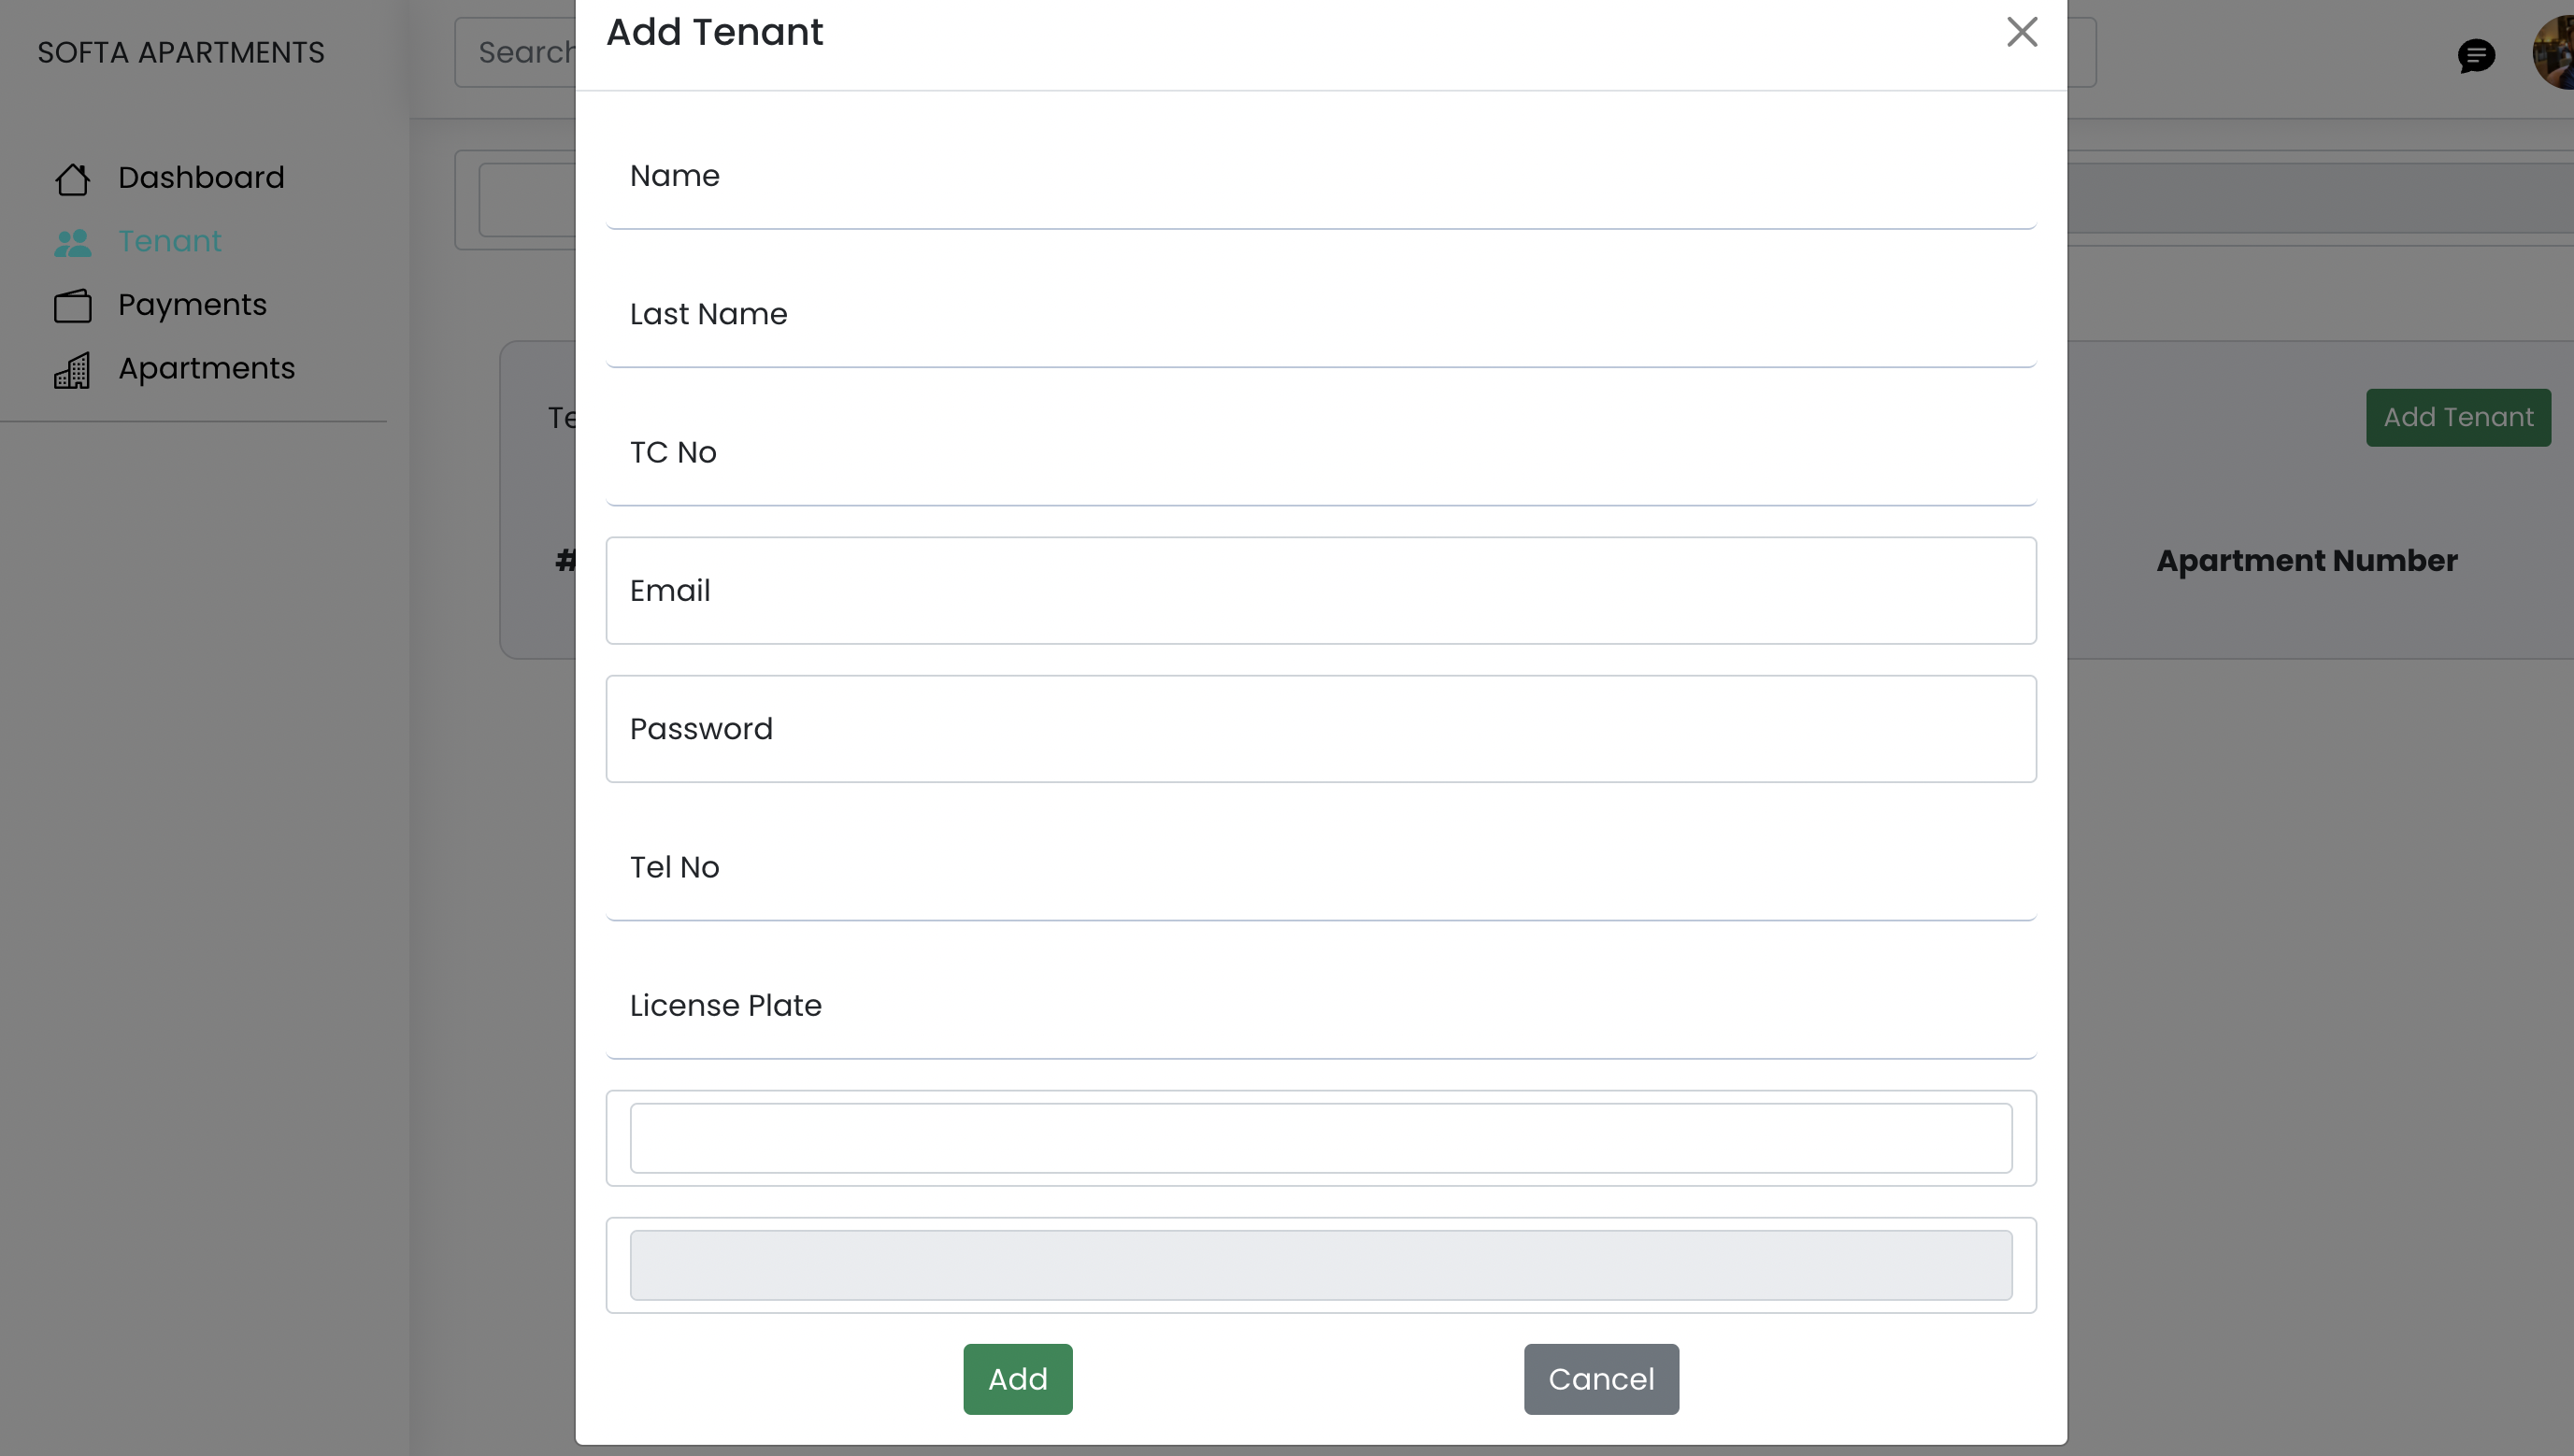 SOFTA APARTMENTS
Dashboard
Tenant
Payments
Apartments
Search
Add Tenant
Name
Last Name
TC No
Email
Password
Tel No
License Plate
Add
Cancel
#
Add Tenant
Apartment Number